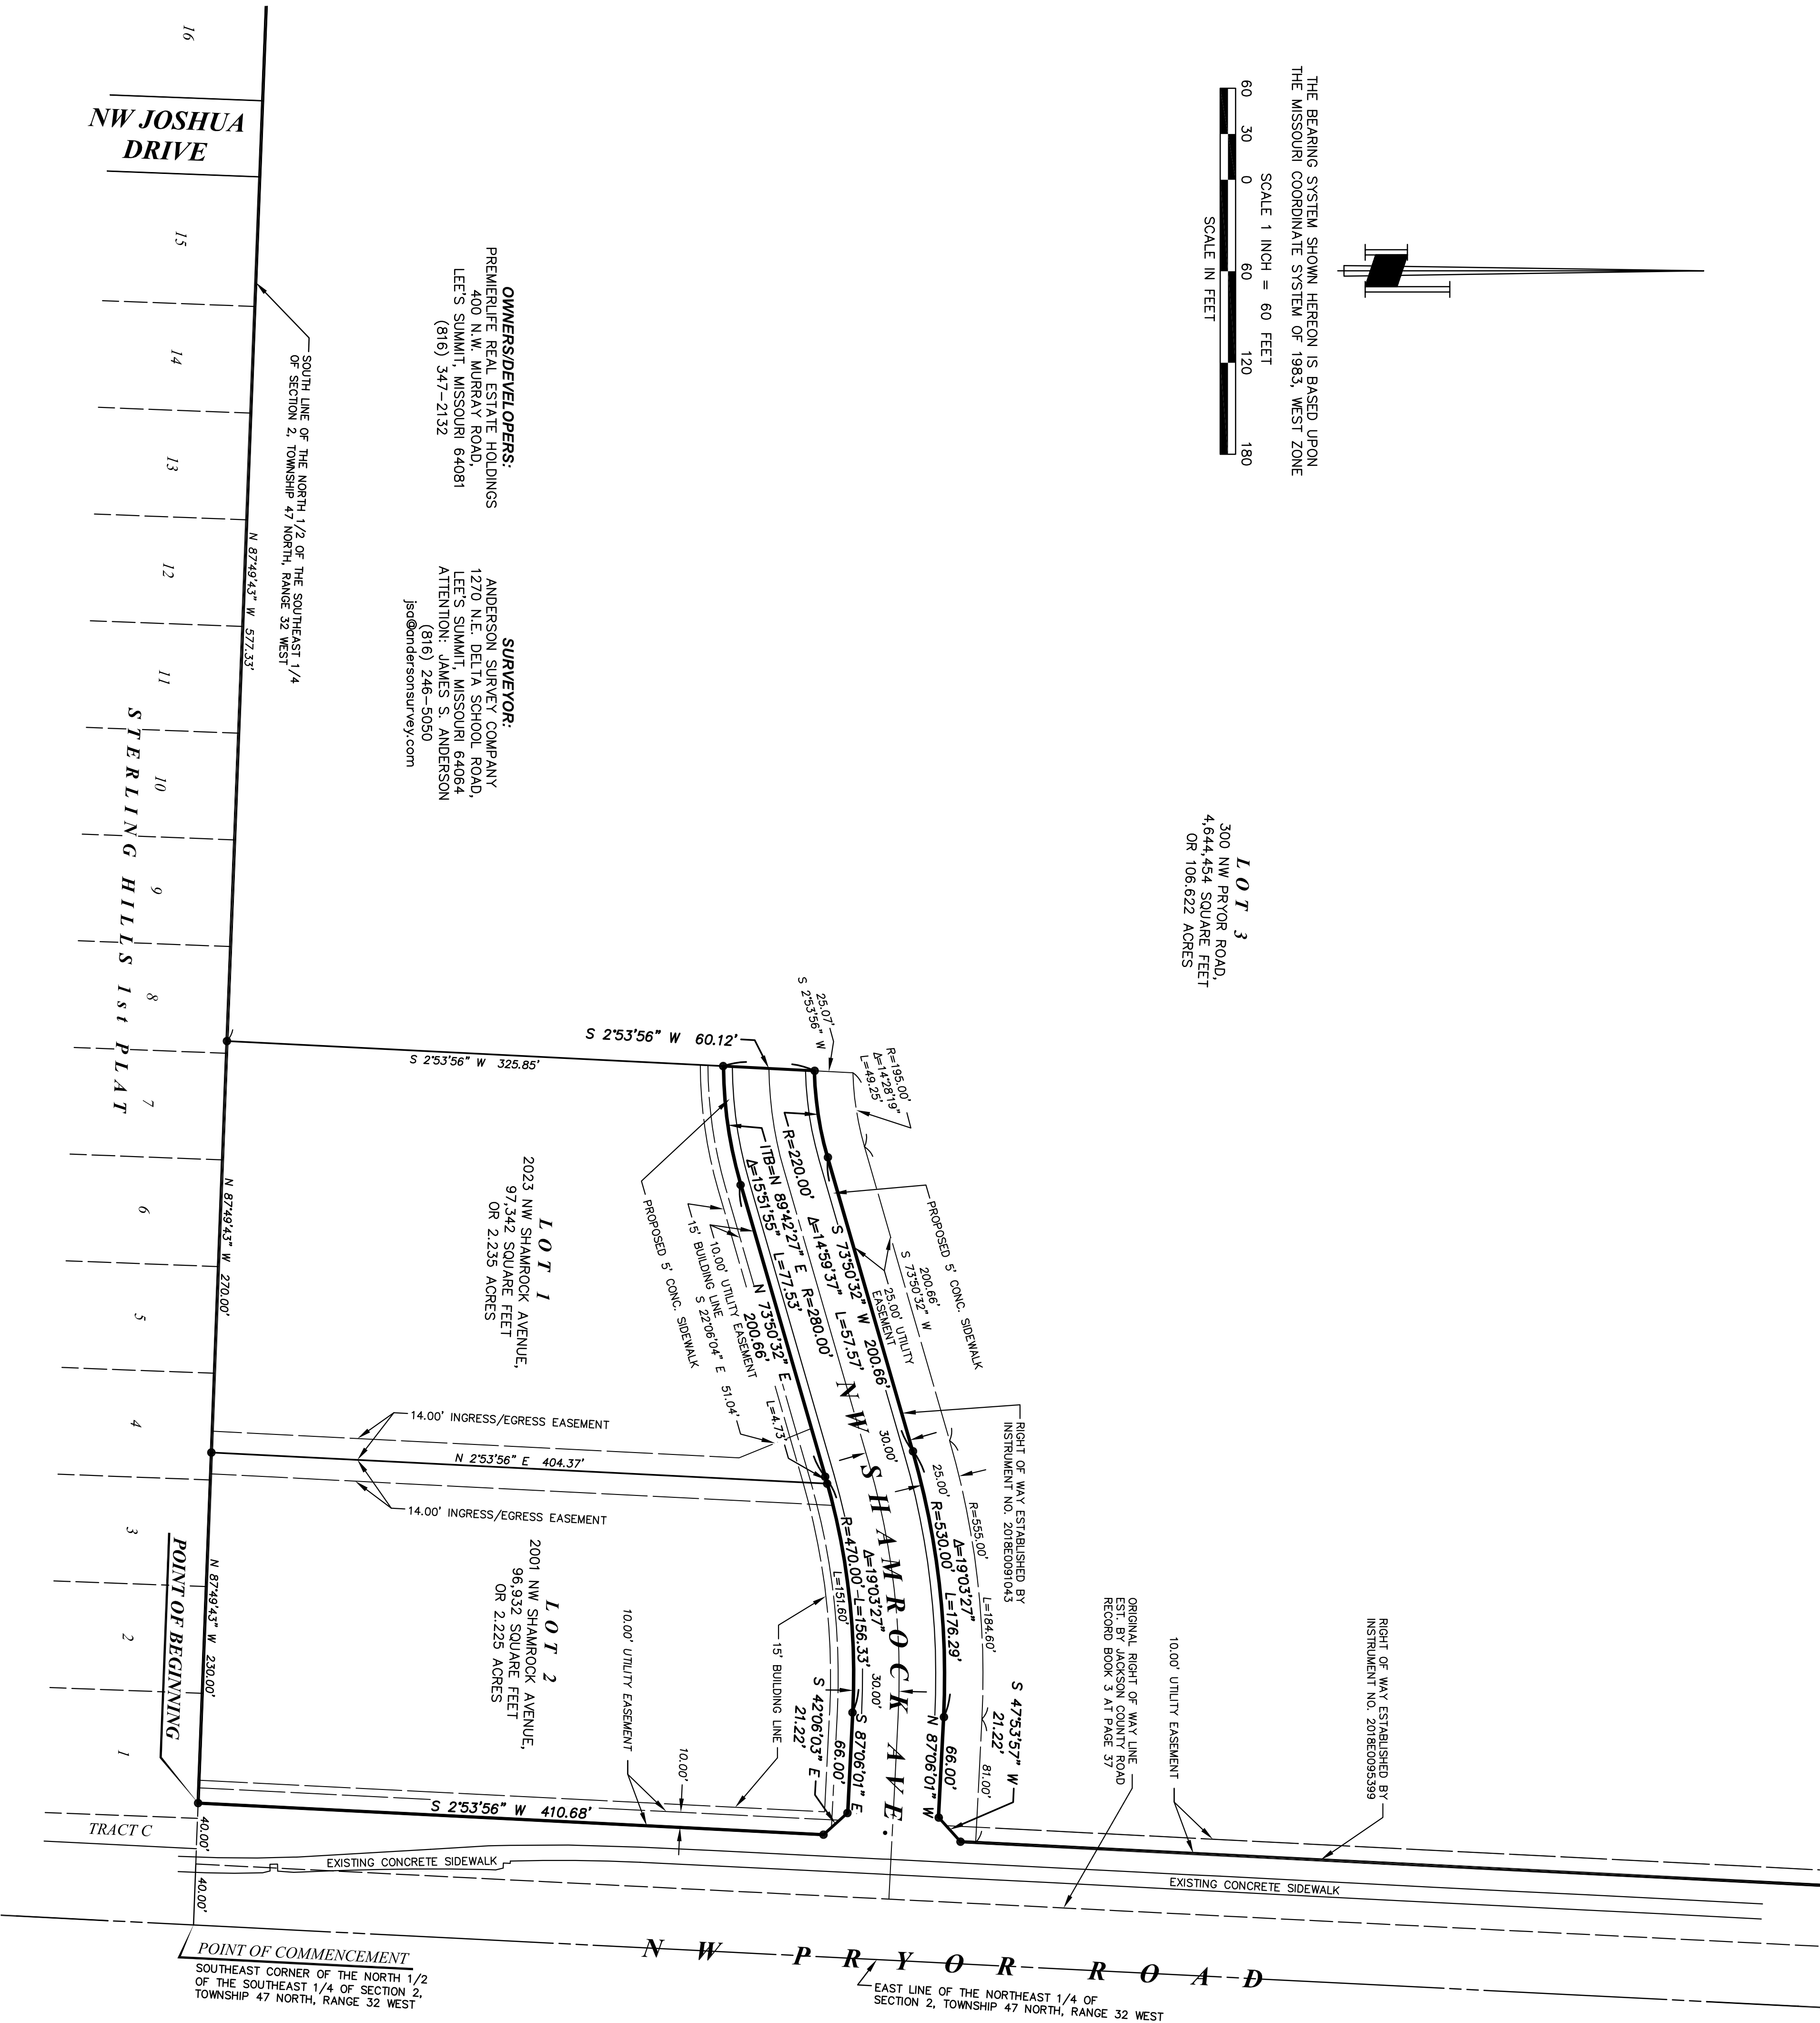 THE BEARING SYSTEM SHOWN HEREON IS BASED UPON
THE MISSOURI COORDINATE SYSTEM OF 1983, WEST ZONE
60 30 0 60 120 180
SCALE 1 INCH = 60 FEET
SCALE IN FEET
16
NW JOSHUA
DRIVE
15
14
13
12
11
10
9
8
7
6
5
4
3
2
1
STERLING HILLS 1st PLAT
SOUTH LINE OF THE NORTH 1/2 OF THE SOUTHEAST 1/4
OF SECTION 2, TOWNSHIP 47 NORTH, RANGE 32 WEST
N 87°49'43" W 577.33'
OWNERS/DEVELOPERS:
PREMIERLIFE REAL ESTATE HOLDINGS
400 N.W. MURRAY ROAD,
LEE'S SUMMIT, MISSOURI 64081
(816) 347-2132
SURVEYOR:
ANDERSON SURVEY COMPANY
1270 N.E. DELTA SCHOOL ROAD,
LEE'S SUMMIT, MISSOURI 64064
ATTENTION: JAMES S. ANDERSON
(816) 246-5050
jsa@andersonsurvey.com
LOT 3
300 NW PRYOR ROAD,
4,644,454 SQUARE FEET
OR 106.622 ACRES
25.07'
S 2°53'56" W
S 2°53'56" W 60.12'
S 2°53'56" W 325.85'
R=195.00'
Δ=14°28'19"
L=49.25'
R=220.00' Δ=14°59'37" L=57.57'
ITB=N 89°42'27" E R=280.00'
Δ=15°51'55" L=77.53'
S 73°50'32" W 200.66'
N 73°50'32" E
200.66'
200.66'
S 73°50'32" W
25.00' UTILITY
EASEMENT
PROPOSED 5' CONC. SIDEWALK
10.00' UTILITY EASEMENT
15' BUILDING LINE
S 22°06'04" E 51.04'
PROPOSED 5' CONC. SIDEWALK
L=4.73'
LOT 1
2023 NW SHAMROCK AVENUE,
97,342 SQUARE FEET
OR 2.235 ACRES
N 87°49'43" W 270.00'
14.00' INGRESS/EGRESS EASEMENT
N 2°53'56" E 404.37'
14.00' INGRESS/EGRESS EASEMENT
NW SHAMROCK AVE.
30.00'
25.00'
RIGHT OF WAY ESTABLISHED BY
INSTRUMENT NO. 2018E0091043
R=555.00'
L=184.60'
Δ=19°03'27"
R=530.00' L=176.29'
Δ=19°03'27"
R=470.00' L=156.33'
L=151.60'
30.00'
LOT 2
2001 NW SHAMROCK AVENUE,
96,932 SQUARE FEET
OR 2.225 ACRES
10.00' UTILITY EASEMENT
10.00'
15' BUILDING LINE
S 42°06'03" E
21.22'
66.00'
S 87°06'01" E
66.00'
N 87°06'01" W
S 47°53'57" W
21.22'
81.00'
POINT OF BEGINNING
N 87°49'43" W 230.00'
S 2°53'56" W 410.68'
ORIGINAL RIGHT OF WAY LINE
EST. BY JACKSON COUNTY ROAD
RECORD BOOK 3 AT PAGE 37
10.00' UTILITY EASEMENT
RIGHT OF WAY ESTABLISHED BY
INSTRUMENT NO. 2018E0095399
TRACT C
40.00'
40.00'
EXISTING CONCRETE SIDEWALK
EXISTING CONCRETE SIDEWALK
POINT OF COMMENCEMENT
SOUTHEAST CORNER OF THE NORTH 1/2
OF THE SOUTHEAST 1/4 OF SECTION 2,
TOWNSHIP 47 NORTH, RANGE 32 WEST
NW PRYOR ROAD
EAST LINE OF THE NORTHEAST 1/4 OF
SECTION 2, TOWNSHIP 47 NORTH, RANGE 32 WEST